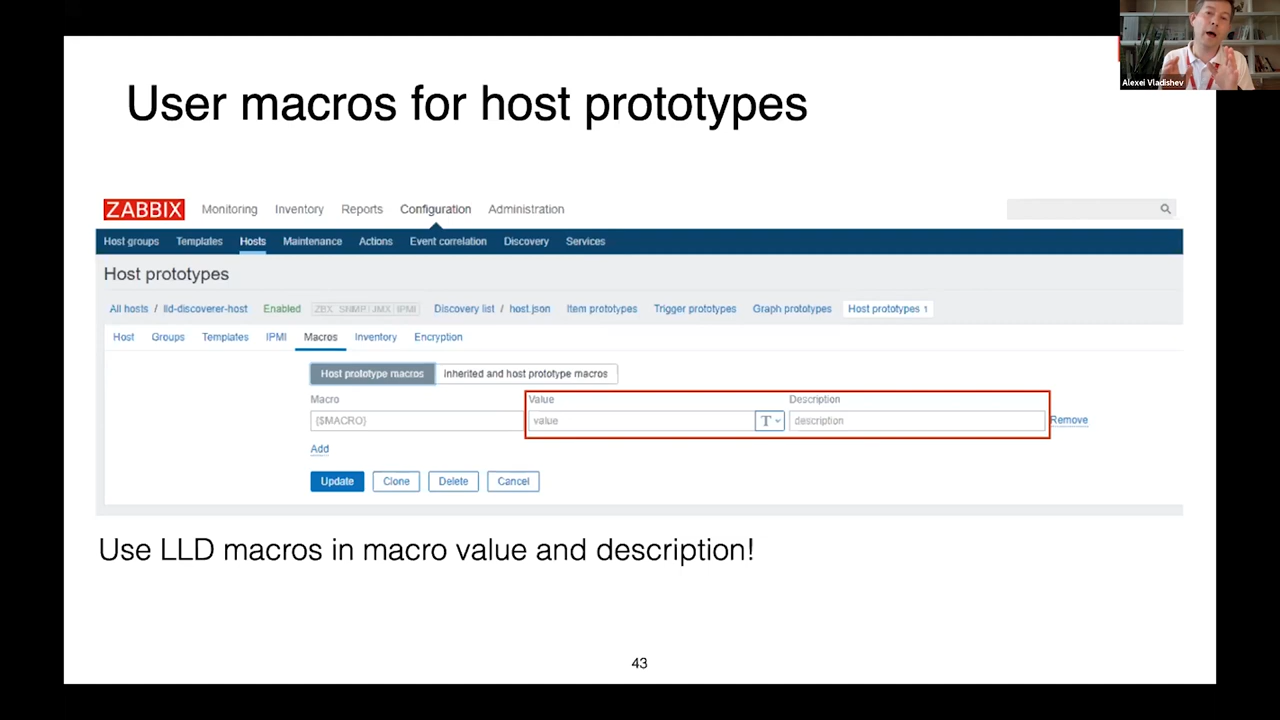 Alexei Vladishev
User macros for host prototypes
ZABBIX Monitoring Inventory Reports Configuration Administration
Host groups Templates Hosts Maintenance Actions Event correlation Discovery Services
Host prototypes
All hosts / lld-discoverer-host Enabled ZBX SNMP JMX IPMI Discovery list / host.json Item prototypes Trigger prototypes Graph prototypes Host prototypes 1
Host Groups Templates IPMI Macros Inventory Encryption
Host prototype macros Inherited and host prototype macros
Macro Value Description
{$MACRO} value T description Remove
Add
Update Clone Delete Cancel
Use LLD macros in macro value and description!
43